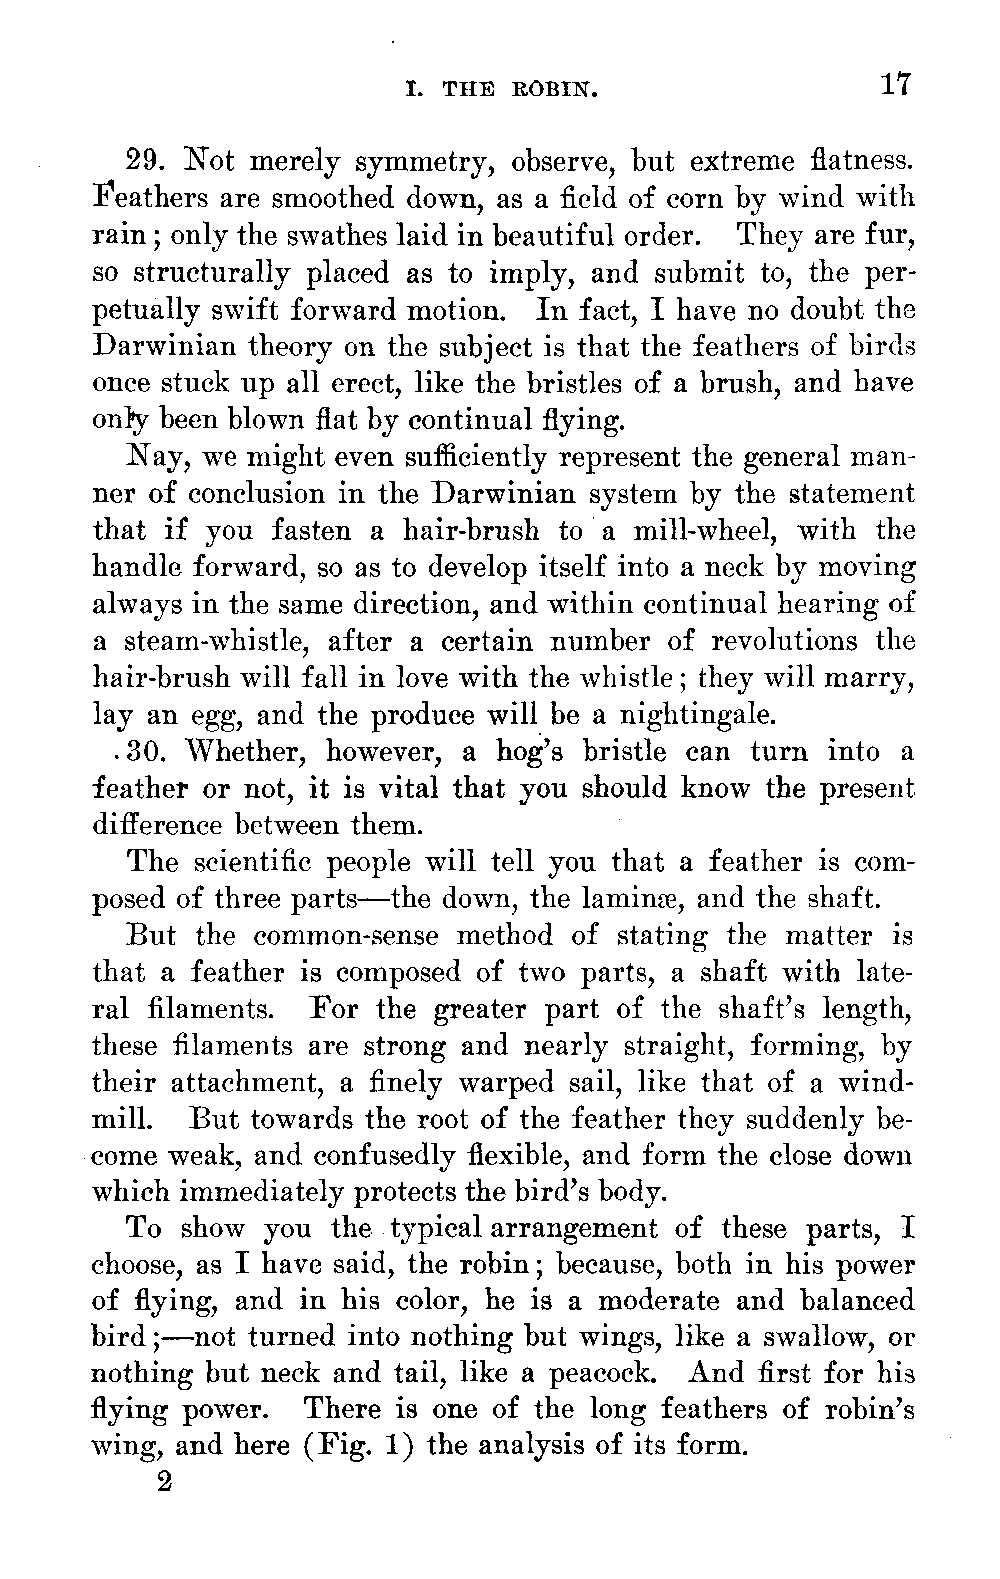 I. THE ROBIN. 17
29. Not merely symmetry, observe, but extreme flatness.
Feathers are smoothed down, as a field of corn by wind with
rain; only the swathes laid in beautiful order. They are fur,
so structurally placed as to imply, and submit to, the per-
petually swift forward motion. In fact, I have no doubt the
Darwinian theory on the subject is that the feathers of birds
once stuck up all erect, like the bristles of a brush, and have
only been blown flat by continual flying.
Nay, we might even sufficiently represent the general man-
ner of conclusion in the Darwinian system by the statement
that if you fasten a hair-brush to a mill-wheel, with the
handle forward, so as to develop itself into a neck by moving
always in the same direction, and within continual hearing of
a steam-whistle, after a certain number of revolutions the
hair-brush will fall in love with the whistle; they will marry,
lay an egg, and the produce will be a nightingale.
30. Whether, however, a hog's bristle can turn into a
feather or not, it is vital that you should know the present
difference between them.
The scientific people will tell you that a feather is com-
posed of three parts—the down, the laminæ, and the shaft.
But the common-sense method of stating the matter is
that a feather is composed of two parts, a shaft with late-
ral filaments. For the greater part of the shaft's length,
these filaments are strong and nearly straight, forming, by
their attachment, a finely warped sail, like that of a wind-
mill. But towards the root of the feather they suddenly be-
come weak, and confusedly flexible, and form the close down
which immediately protects the bird's body.
To show you the typical arrangement of these parts, I
choose, as I have said, the robin; because, both in his power
of flying, and in his color, he is a moderate and balanced
bird;—not turned into nothing but wings, like a swallow, or
nothing but neck and tail, like a peacock. And first for his
flying power. There is one of the long feathers of robin's
wing, and here (Fig. 1) the analysis of its form.
2